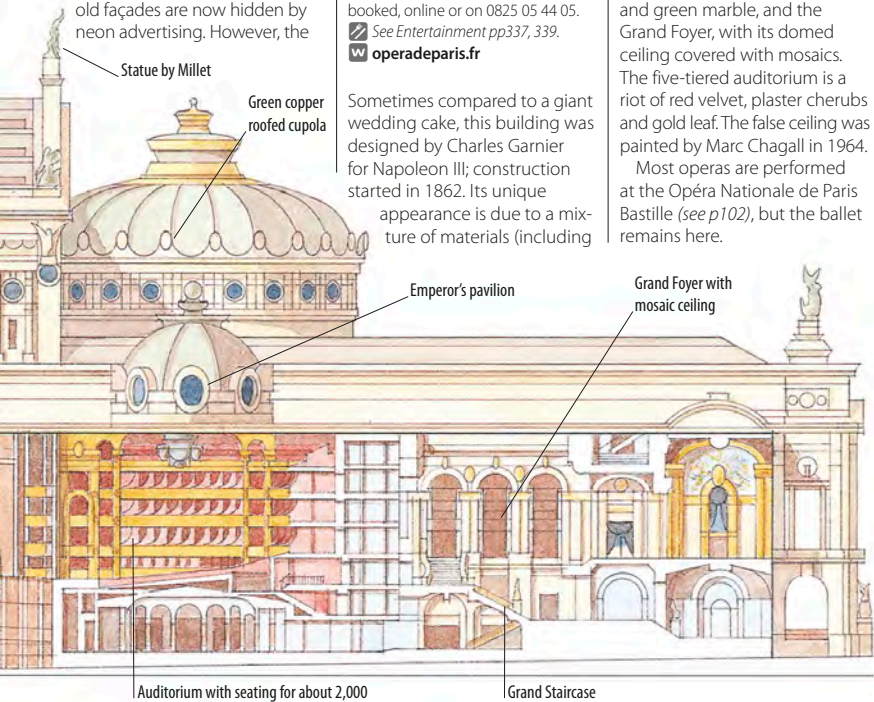 old façades are now hidden by
neon advertising. However, the
booked, online or on 0825 05 44 05.
See Entertainment pp337, 339.
w operadeparis.fr
Sometimes compared to a giant
wedding cake, this building was
designed by Charles Garnier
for Napoleon III; construction
started in 1862. Its unique
appearance is due to a mix-
ture of materials (including
and green marble, and the
Grand Foyer, with its domed
ceiling covered with mosaics.
The five-tiered auditorium is a
riot of red velvet, plaster cherubs
and gold leaf. The false ceiling was
painted by Marc Chagall in 1964.
Most operas are performed
at the Opéra Nationale de Paris
Bastille (see p102), but the ballet
remains here.
Statue by Millet
Green copper
roofed cupola
Emperor's pavilion
Grand Foyer with
mosaic ceiling
Auditorium with seating for about 2,000
Grand Staircase